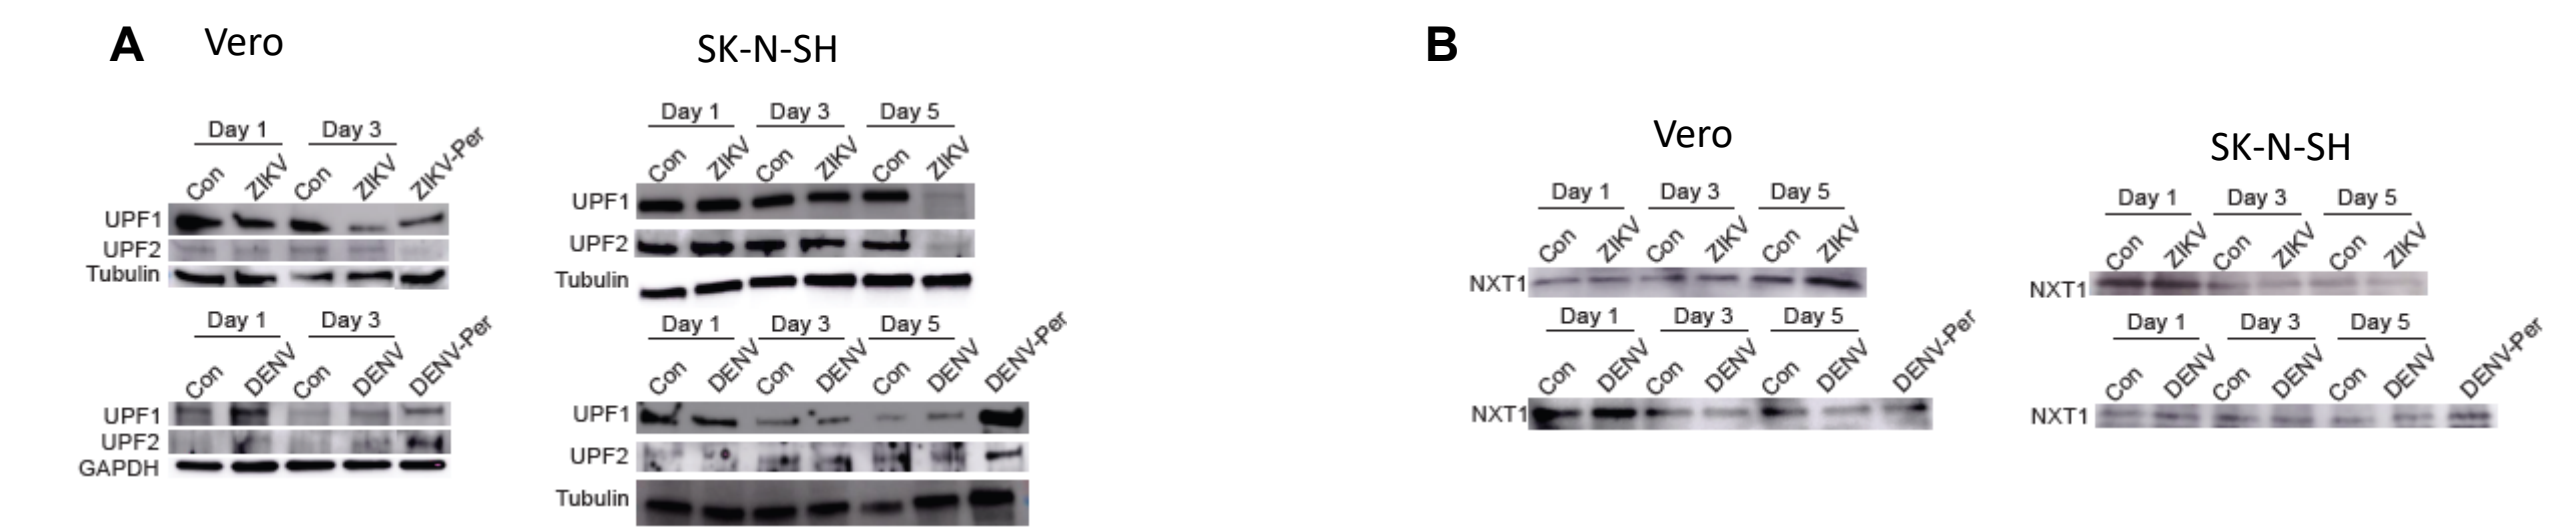 A Vero SK-N-SH
Day 1 Day 3
Con ZIKV Con ZIKV ZIKV-Per
UPF1
UPF2
Tubulin
Day 1 Day 3
Con DENV Con DENV DENV-Per
UPF1
UPF2
GAPDH
Day 1 Day 3 Day 5
Con ZIKV Con ZIKV Con ZIKV
UPF1
UPF2
Tubulin
Day 1 Day 3 Day 5
Con DENV Con DENV Con DENV DENV-Per
UPF1
UPF2
Tubulin
B
Vero
Day 1 Day 3 Day 5
Con ZIKV Con ZIKV Con ZIKV
NXT1
Day 1 Day 3 Day 5
Con DENV Con DENV Con DENV DENV-Per
NXT1
SK-N-SH
Day 1 Day 3 Day 5
Con ZIKV Con ZIKV Con ZIKV
NXT1
Day 1 Day 3 Day 5
Con DENV Con DENV Con DENV DENV-Per
NXT1